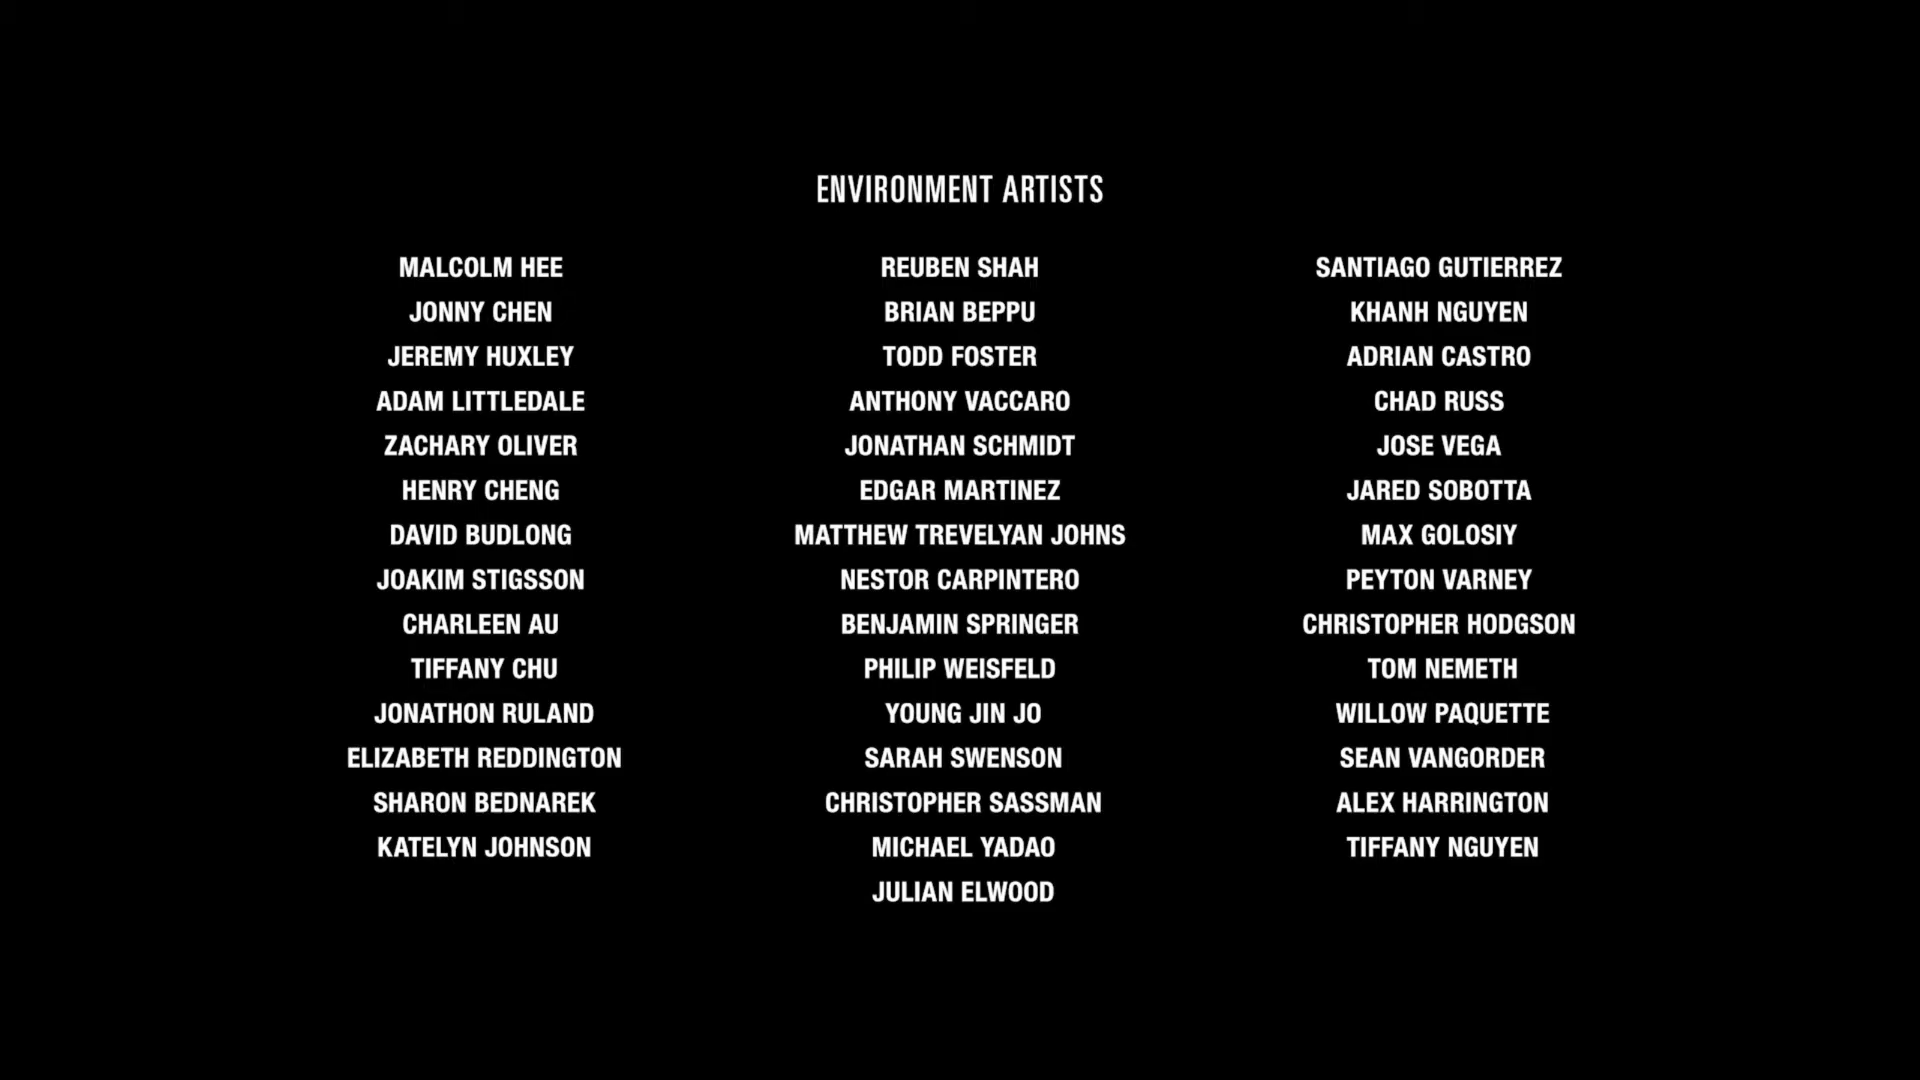 ENVIRONMENT ARTISTS
MALCOLM HEE
JONNY CHEN
JEREMY HUXLEY
ADAM LITTLEDALE
ZACHARY OLIVER
HENRY CHENG
DAVID BUDLONG
JOAKIM STIGSSON
CHARLEEN AU
TIFFANY CHU
JONATHON RULAND
ELIZABETH REDDINGTON
SHARON BEDNAREK
KATELYN JOHNSON
REUBEN SHAH
BRIAN BEPPU
TODD FOSTER
ANTHONY VACCARO
JONATHAN SCHMIDT
EDGAR MARTINEZ
MATTHEW TREVELYAN JOHNS
NESTOR CARPINTERO
BENJAMIN SPRINGER
PHILIP WEISFELD
YOUNG JIN JO
SARAH SWENSON
CHRISTOPHER SASSMAN
MICHAEL YADAO
JULIAN ELWOOD
SANTIAGO GUTIERREZ
KHANH NGUYEN
ADRIAN CASTRO
CHAD RUSS
JOSE VEGA
JARED SOBOTTA
MAX GOLOSIY
PEYTON VARNEY
CHRISTOPHER HODGSON
TOM NEMETH
WILLOW PAQUETTE
SEAN VANGORDER
ALEX HARRINGTON
TIFFANY NGUYEN